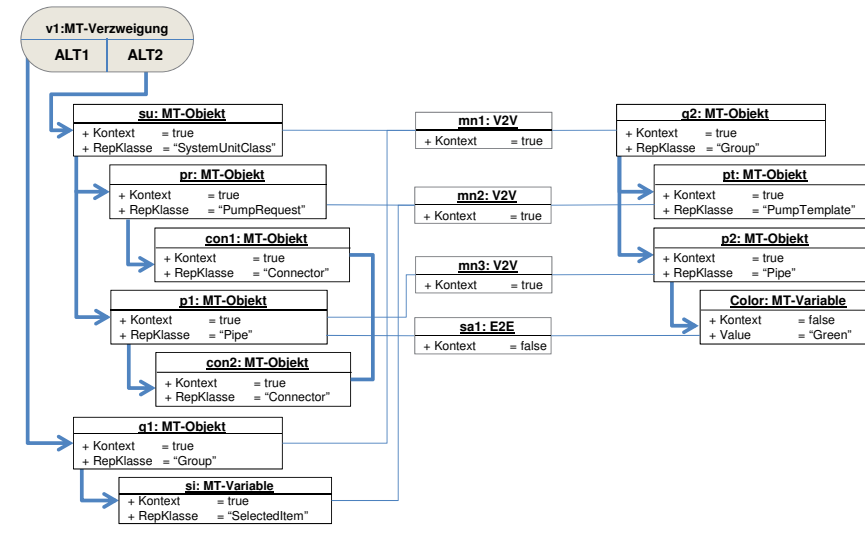 v1:MT-Verzweigung
ALT1 ALT2
su: MT-Objekt
+ Kontext = true
+ RepKlasse = “SystemUnitClass”
pr: MT-Objekt
+ Kontext = true
+ RepKlasse = “PumpRequest”
con1: MT-Objekt
+ Kontext = true
+ RepKlasse = “Connector”
p1: MT-Objekt
+ Kontext = true
+ RepKlasse = “Pipe”
con2: MT-Objekt
+ Kontext = true
+ RepKlasse = “Connector”
g1: MT-Objekt
+ Kontext = true
+ RepKlasse = “Group”
si: MT-Variable
+ Kontext = true
+ RepKlasse = “SelectedItem”
mn1: V2V
+ Kontext = true
mn2: V2V
+ Kontext = true
mn3: V2V
+ Kontext = true
sa1: E2E
+ Kontext = false
g2: MT-Objekt
+ Kontext = true
+ RepKlasse = “Group”
pt: MT-Objekt
+ Kontext = true
+ RepKlasse = “PumpTemplate”
p2: MT-Objekt
+ Kontext = true
+ RepKlasse = “Pipe”
Color: MT-Variable
+ Kontext = false
+ Value = “Green”